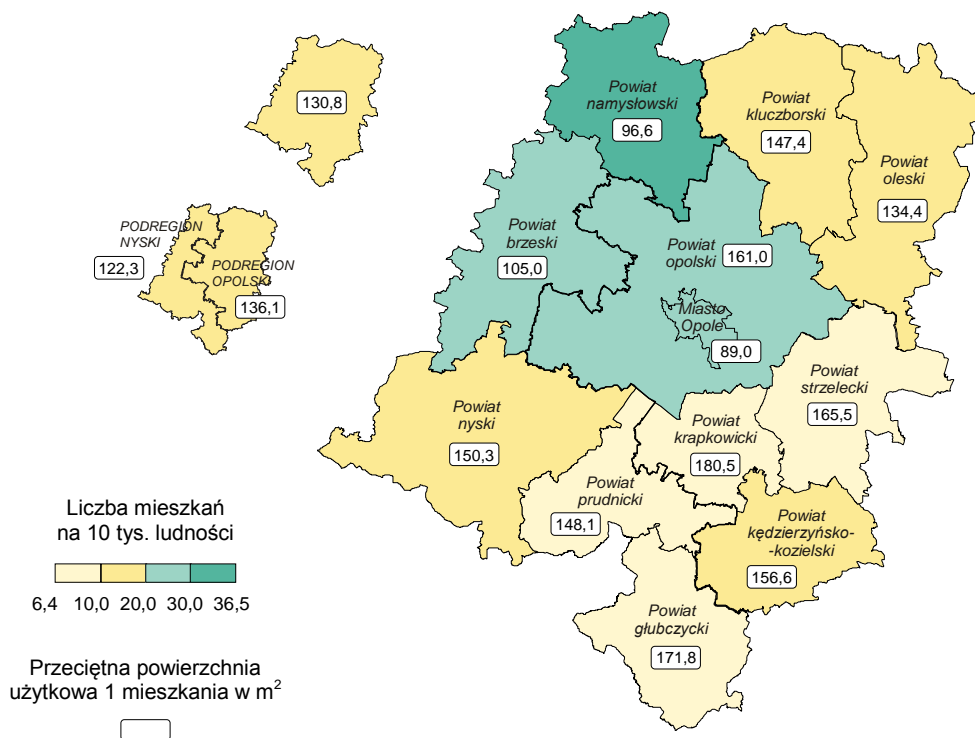 130,8
PODREGION
NYSKI
122,3
PODREGION
OPOLSKI
136,1
Powiat
namysłowski
96,6
Powiat
kluczborski
147,4
Powiat
oleski
134,4
Powiat
brzeski
105,0
Powiat
opolski
161,0
Miasto
Opole
89,0
Powiat
strzelecki
165,5
Powiat
nyski
150,3
Powiat
krapkowicki
180,5
Powiat
prudnicki
148,1
Powiat
kędzierzyńsko-
-kozielski
156,6
Powiat
głubczycki
171,8
Liczba mieszkań
na 10 tys. ludności
6,4 10,0 20,0 30,0 36,5
Przeciętna powierzchnia
użytkowa 1 mieszkania w m²